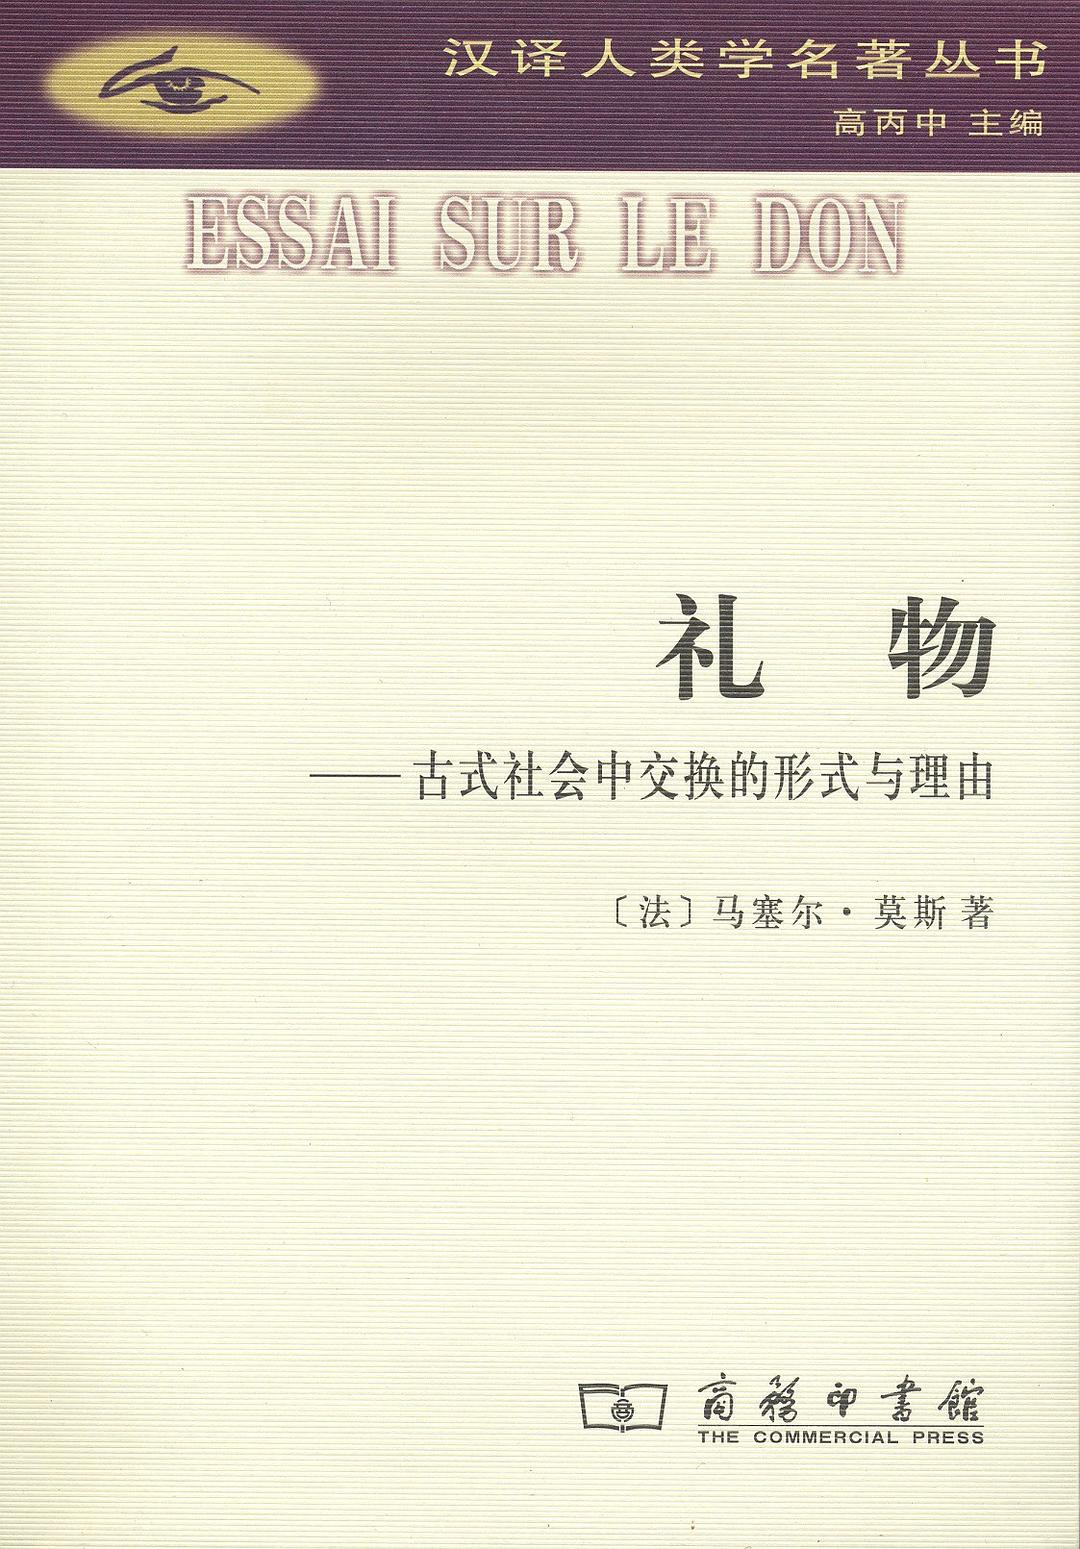 汉译人类学名著丛书
高丙中 主编
ESSAI SUR LE DON
礼 物
——古式社会中交换的形式与理由
〔法〕马塞尔·莫斯 著
商務印書館
THE COMMERCIAL PRESS